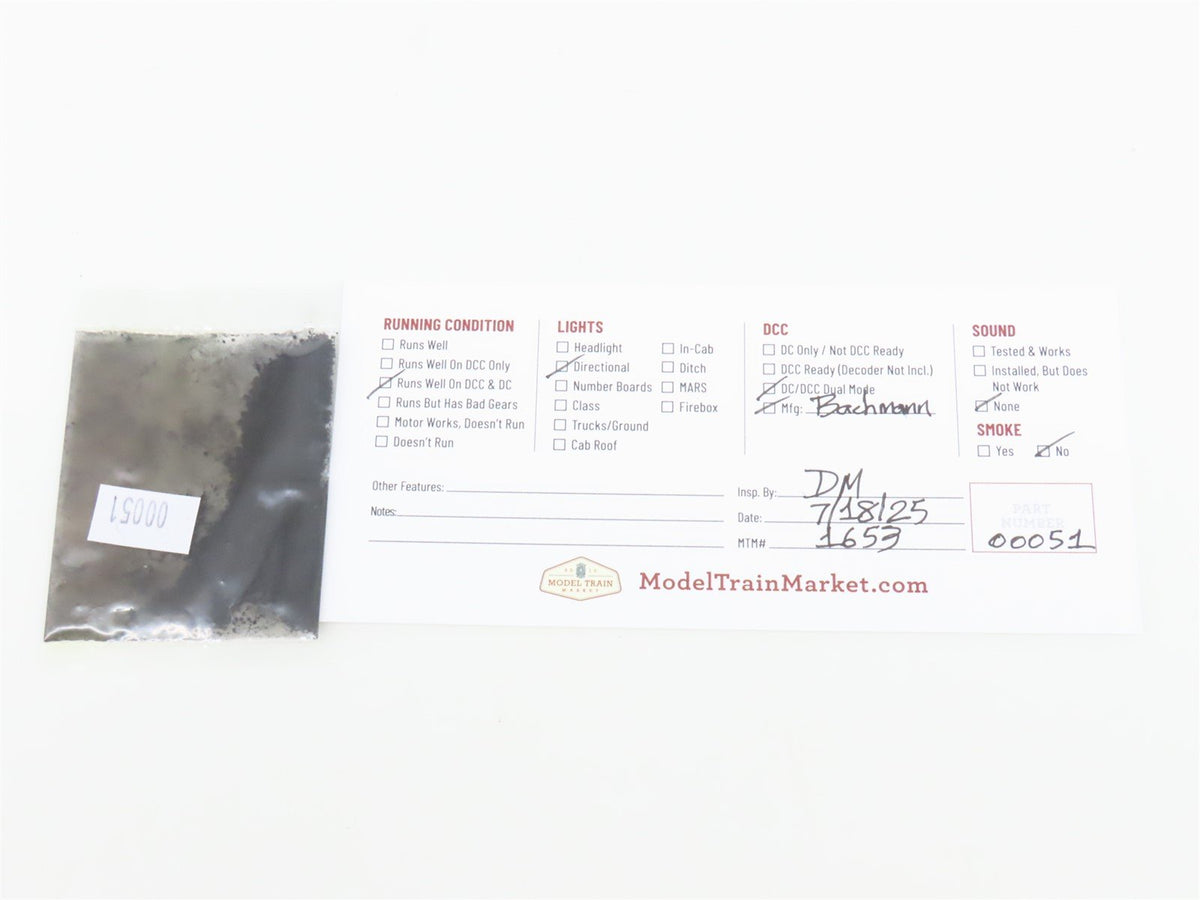 00051
RUNNING CONDITION
Runs Well
Runs Well On DCC Only
Runs Well On DCC & DC
Runs But Has Bad Gears
Motor Works, Doesn't Run
Doesn't Run
LIGHTS
Headlight
Directional
Number Boards
Class
Trucks/Ground
Cab Roof
In-Cab
Ditch
MARS
Firebox
DCC
DC Only / Not DCC Ready
DCC Ready (Decoder Not Incl.)
DC/DCC Dual Mode
Mfg: Bachmann
SOUND
Tested & Works
Installed, But Does
Not Work
None
SMOKE
Yes No
Other Features:
Notes:
Insp. By: DM
Date: 7/18/25
MTM# 1653
PART
NUMBER
00051
MODEL TRAIN
MARKET
ModelTrainMarket.com